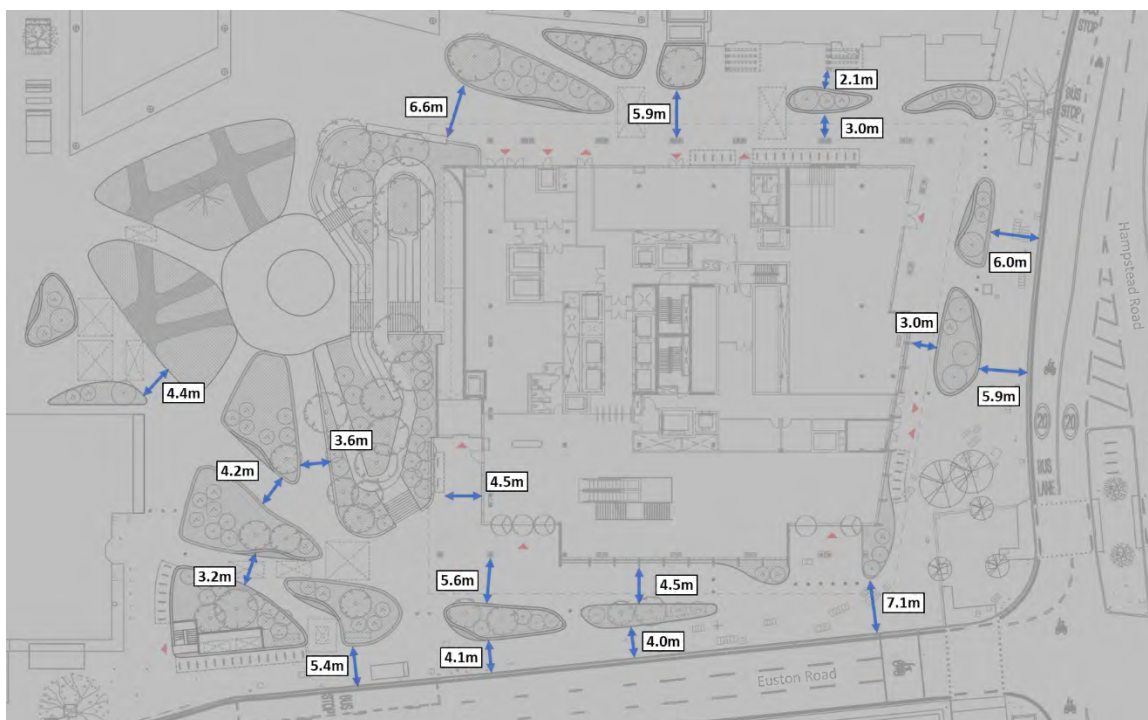 BUS
STOP
BUS
STOP
2.1m
6.6m
5.9m
3.0m
6.0m
Hampstead Road
3.0m
5.9m
4.4m
20
20
3.6m
4.2m
BUS
LANE
4.5m
5.6m
4.5m
3.2m
7.1m
4.0m
4.1m
5.4m
Euston Road
BUS
STOP